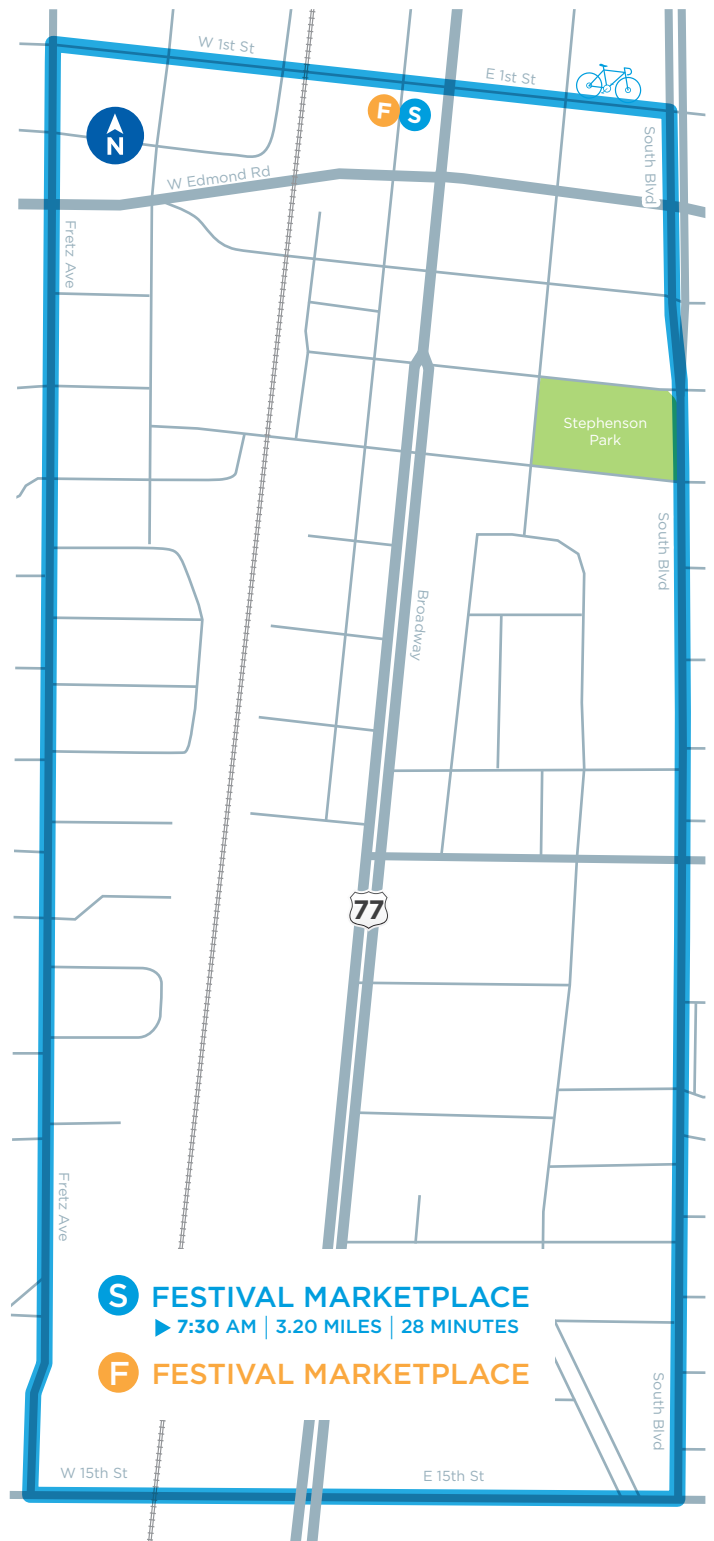 W 1st St
E 1st St
F
S
N
South Blvd
W Edmond Rd
Fretz Ave
Stephenson
Park
South Blvd
Broadway
77
Fretz Ave
S FESTIVAL MARKETPLACE
7:30 AM | 3.20 MILES | 28 MINUTES
F FESTIVAL MARKETPLACE
South Blvd
W 15th St
E 15th St